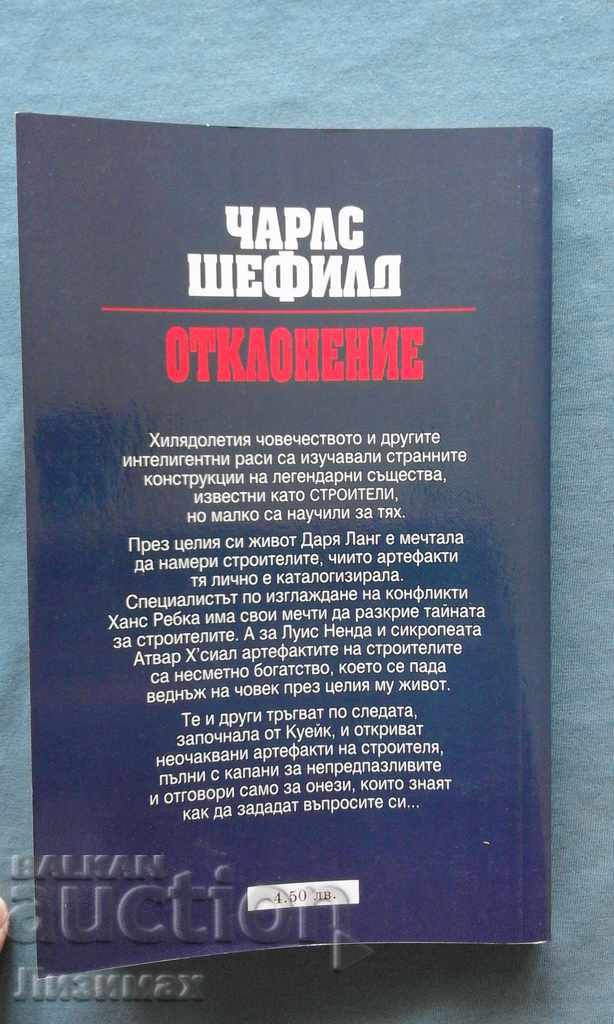 ЧАРЛС
ШЕФИЛД
ОТКЛОНЕНИЕ
Хилядолетия човечеството и другите
интелигентни раси са изучавали странните
конструкции на легендарни същества,
известни като СТРОИТЕЛИ,
но малко са научили за тях.
През целия си живот Даря Ланг е мечтала
да намери строителите, чиито артефакти
тя лично е каталогизирала.
Специалистът по изглаждане на конфликти
Ханс Ребка има свои мечти да разкрие тайната
за строителите. А за Луис Ненда и сикропеата
Атвар Х'сиал артефактите на строителите
са несметно богатство, което се пада
веднъж на човек през целия му живот.
Те и други тръгват по следата,
започнала от Куейк, и откриват
неочаквани артефакти на строителя,
пълни с капани за непредпазливите
и отговори само за онези, които знаят
как да зададат въпросите си...
4.50 лв.
BALKAN
auction
Лизимах